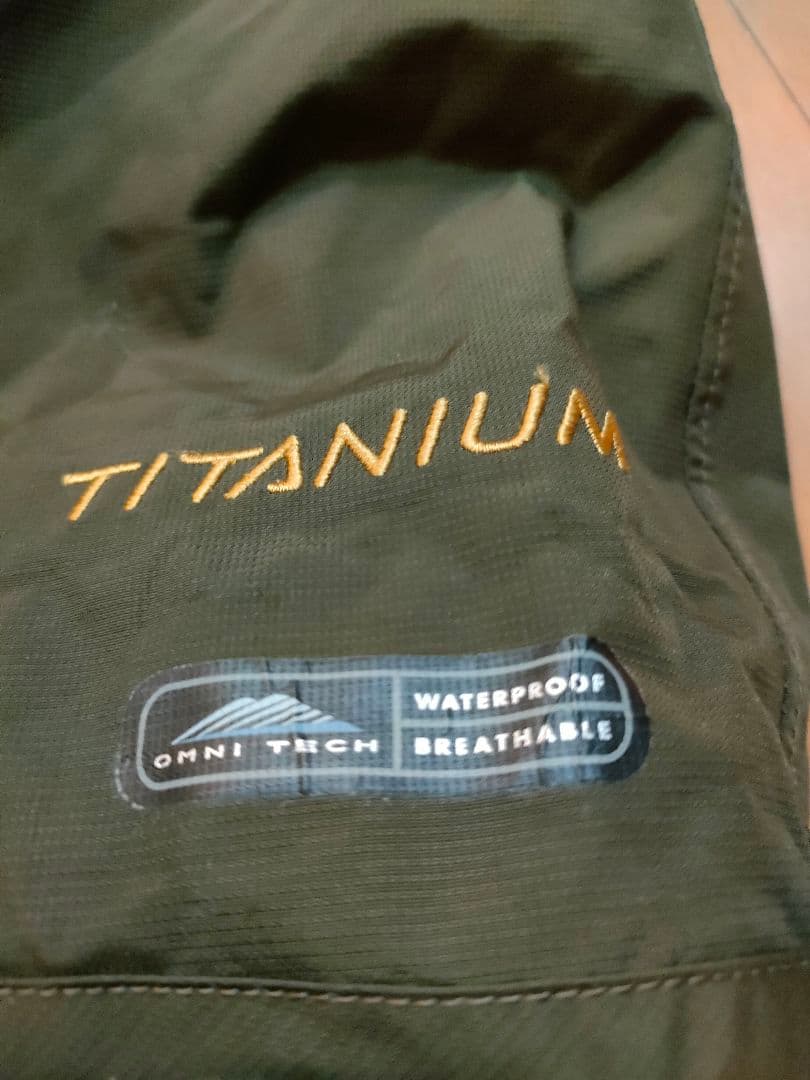 TITANIUM
OMNI TECH
WATERPROOF
BREATHABLE